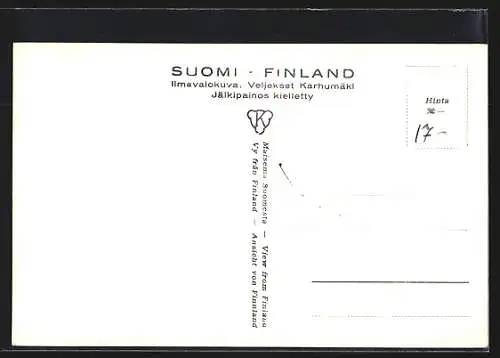 SUOMI - FINLAND
Ilmavalokuva. Veljekset Karhumäki
Jälkipainos kielletty
K
Hinta
17-
Maisema Suomesta — View from Finland
Vy från Finland — Ansicht von Finnland